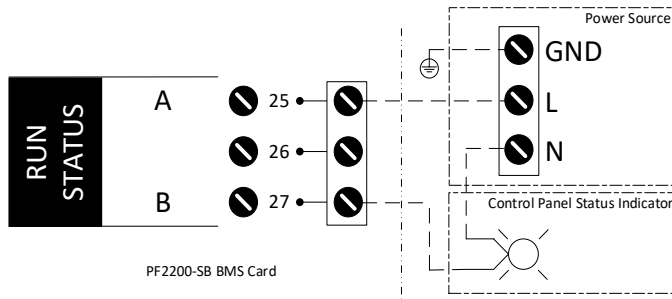 Power Source
GND
RUN STATUS
A
25
L
26
N
B
27
Control Panel Status Indicator
PF2200-SB BMS Card